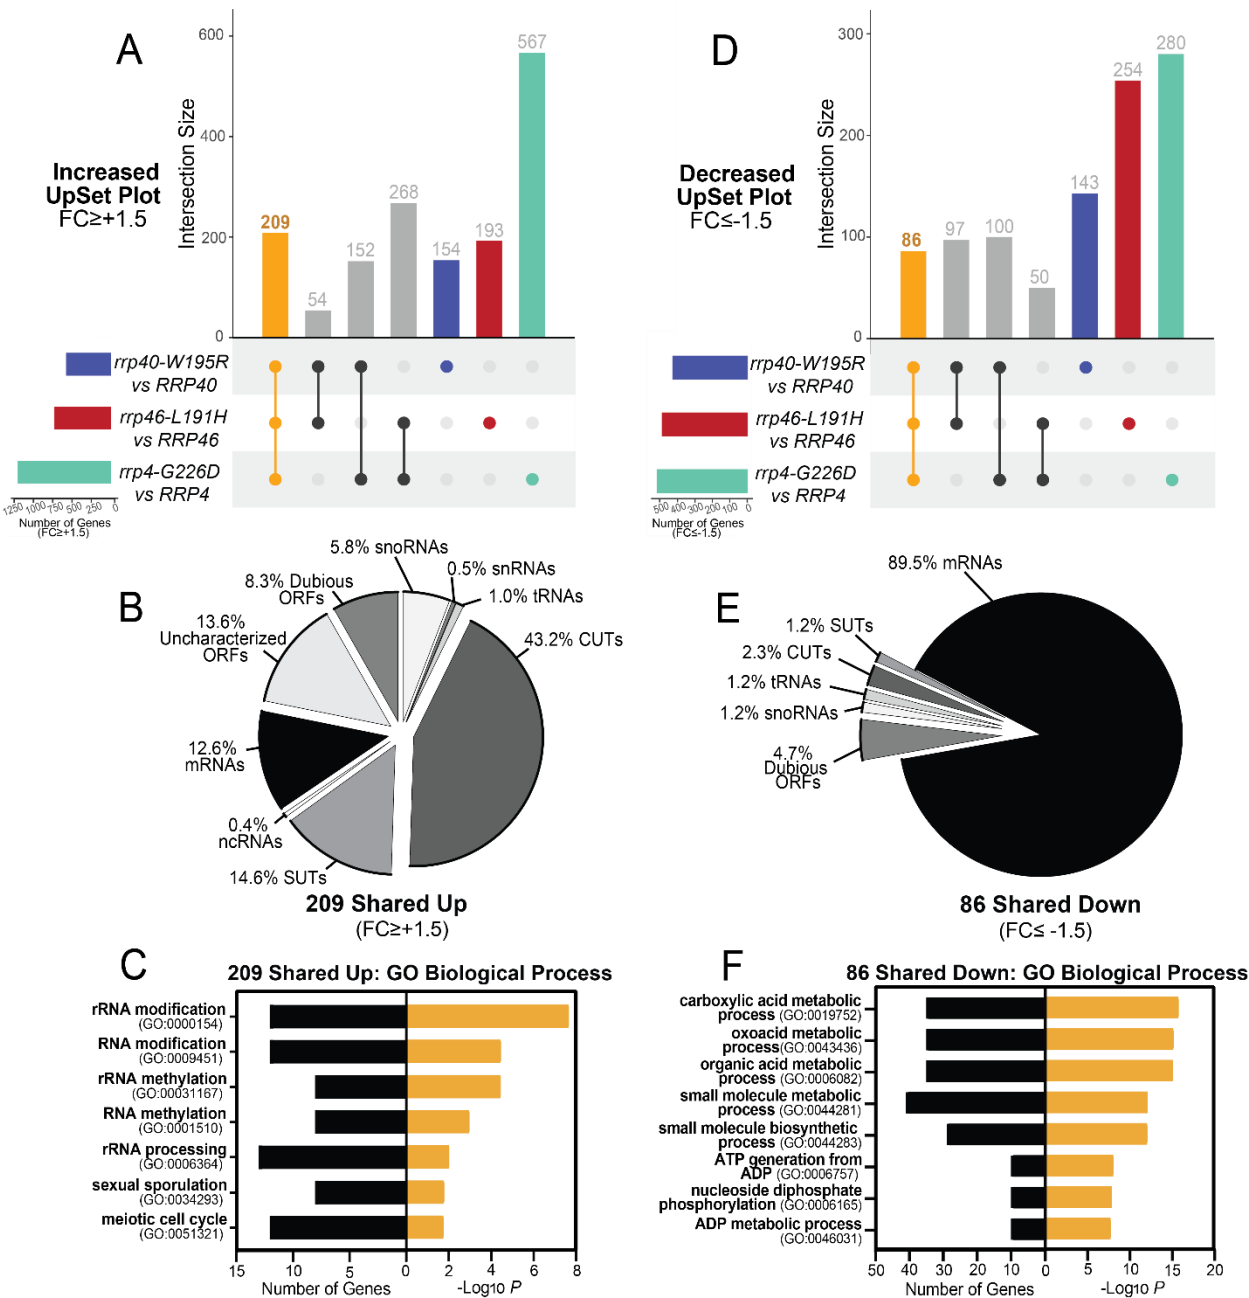 A
600
400
200
0
Intersection Size
Increased
UpSet Plot
FC≥+1.5
209
54
152
268
154
193
567
rrp40-W195R
vs RRP40
rrp46-L191H
vs RRP46
rrp4-G226D
vs RRP4
1250 1000 750 500 250 0
Number of Genes
(FC≥+1.5)
D
300
200
100
0
Intersection Size
Decreased
UpSet Plot
FC≤-1.5
86
97
100
50
143
254
280
rrp40-W195R
vs RRP40
rrp46-L191H
vs RRP46
rrp4-G226D
vs RRP4
500 400 300 200 100 0
Number of Genes
(FC≤-1.5)
B
5.8% snoRNAs
0.5% snRNAs
1.0% tRNAs
43.2% CUTs
8.3% Dubious
ORFs
13.6%
Uncharacterized
ORFs
12.6%
mRNAs
0.4%
ncRNAs
14.6% SUTs
209 Shared Up
(FC≥+1.5)
E
89.5% mRNAs
1.2% SUTs
2.3% CUTs
1.2% tRNAs
1.2% snoRNAs
4.7%
Dubious
ORFs
86 Shared Down
(FC≤ -1.5)
C
209 Shared Up: GO Biological Process
rRNA modification
(GO:0000154)
RNA modification
(GO:0009451)
rRNA methylation
(GO:00031167)
RNA methylation
(GO:0001510)
rRNA processing
(GO:0006364)
sexual sporulation
(GO:0034293)
meiotic cell cycle
(GO:0051321)
15 10 5 0 2 4 6 8
Number of Genes -Log10 P
F
86 Shared Down: GO Biological Process
carboxylic acid metabolic
process (GO:0019752)
oxoacid metabolic
process(GO:0043436)
organic acid metabolic
process (GO:0006082)
small molecule metabolic
process (GO:0044281)
small molecule biosynthetic
process (GO:0044283)
ATP generation from
ADP (GO:0006757)
nucleoside diphosphate
phosphorylation (GO:0006165)
ADP metabolic process
(GO:0046031)
50 40 30 20 10 0 5 10 15 20
Number of Genes -Log10 P